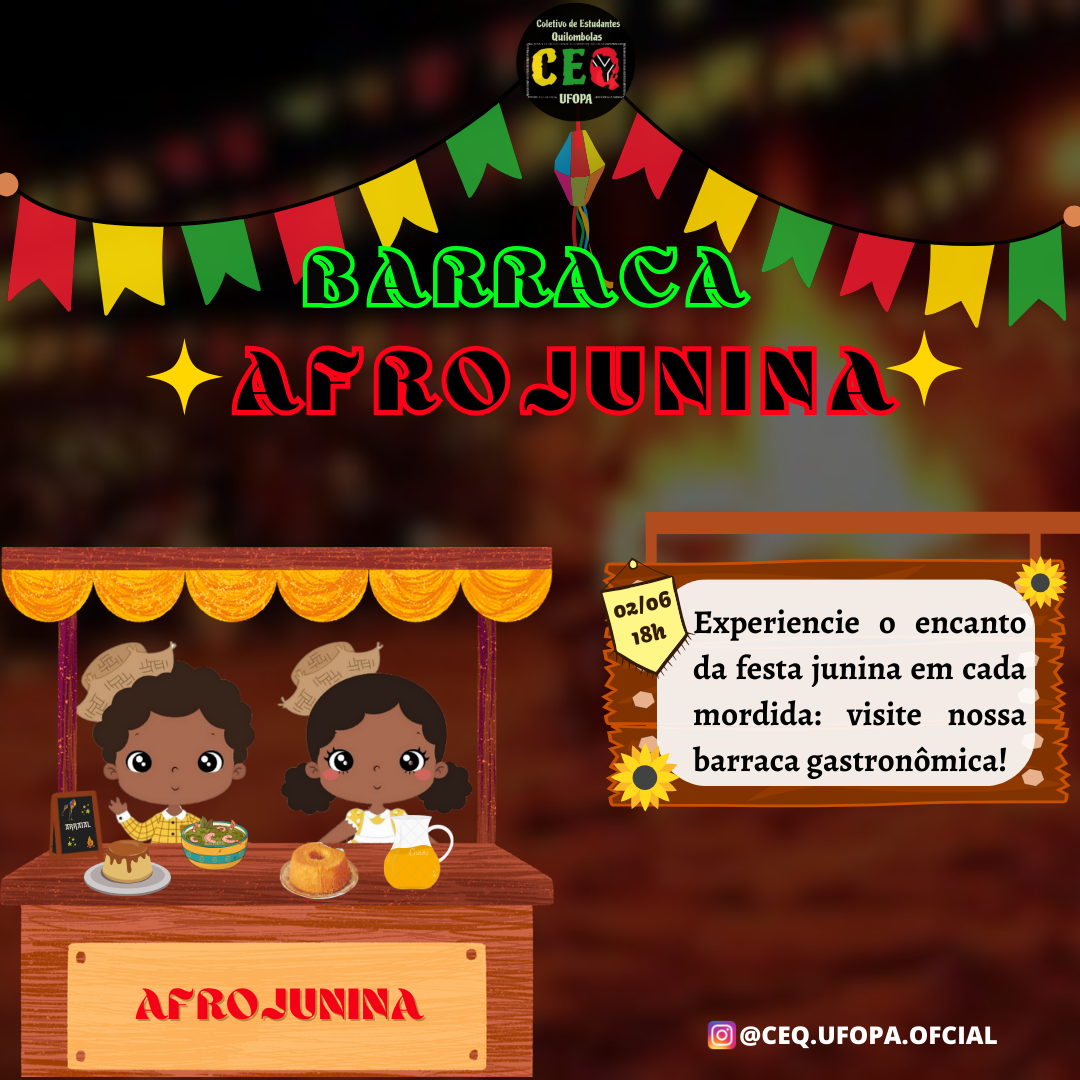 Coletivo de Estudantes
Quilombolas
CEQ
UFOPA
BARRACA
AFROJUNINA
02/06
18h
Experiencie o encanto
da festa junina em cada
mordida: visite nossa
barraca gastronômica!
ARRAIAL
AFROJUNINA
@CEQ.UFOPA.OFCIAL